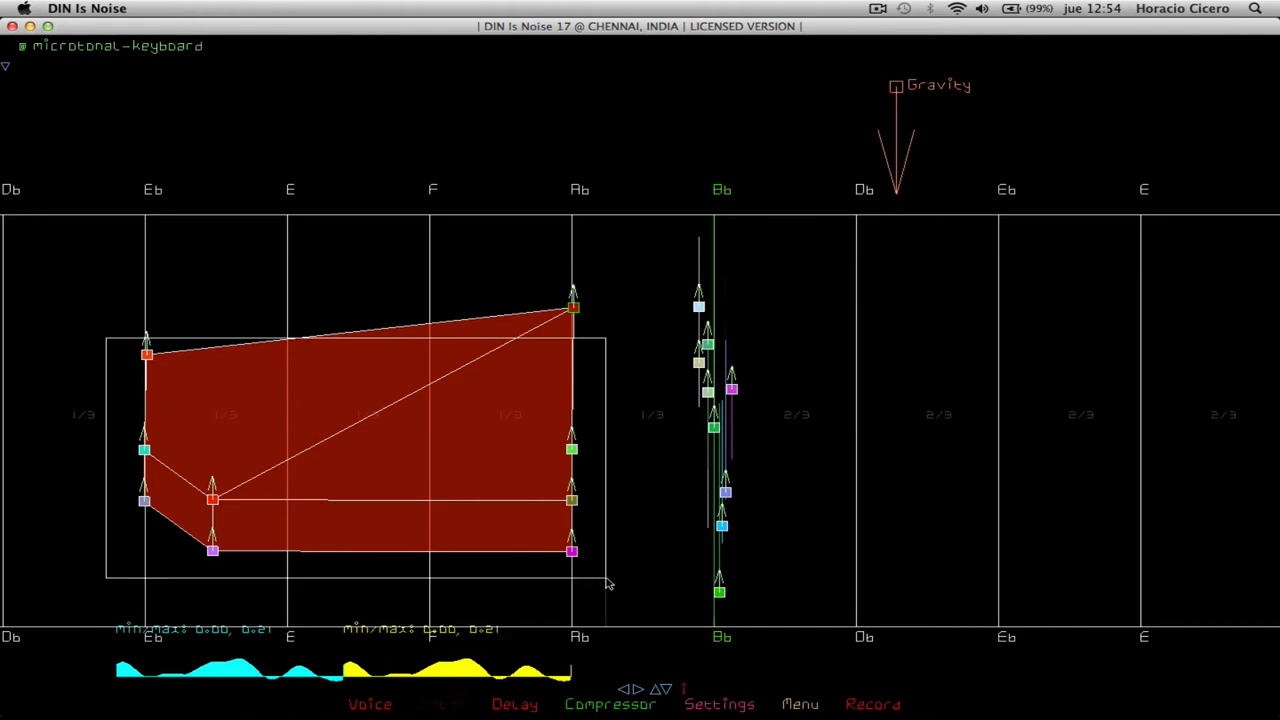 DIN Is Noise (99%) jue 12:54 Horacio Cicero
| DIN Is Noise 17 @ CHENNAI, INDIA | LICENSED VERSION |
@ microtonal-keyboard
Gravity
Db Eb E F Ab Bb Db Eb E
1/3 1/3 1/3 1/3 1/3 2/3 2/3 2/3 2/3
min/max: 0.00, 0.21 min/max: 0.00, 0.21
Db Eb E F Ab Bb Db Eb E
Voice Delay Compressor Settings Menu Record